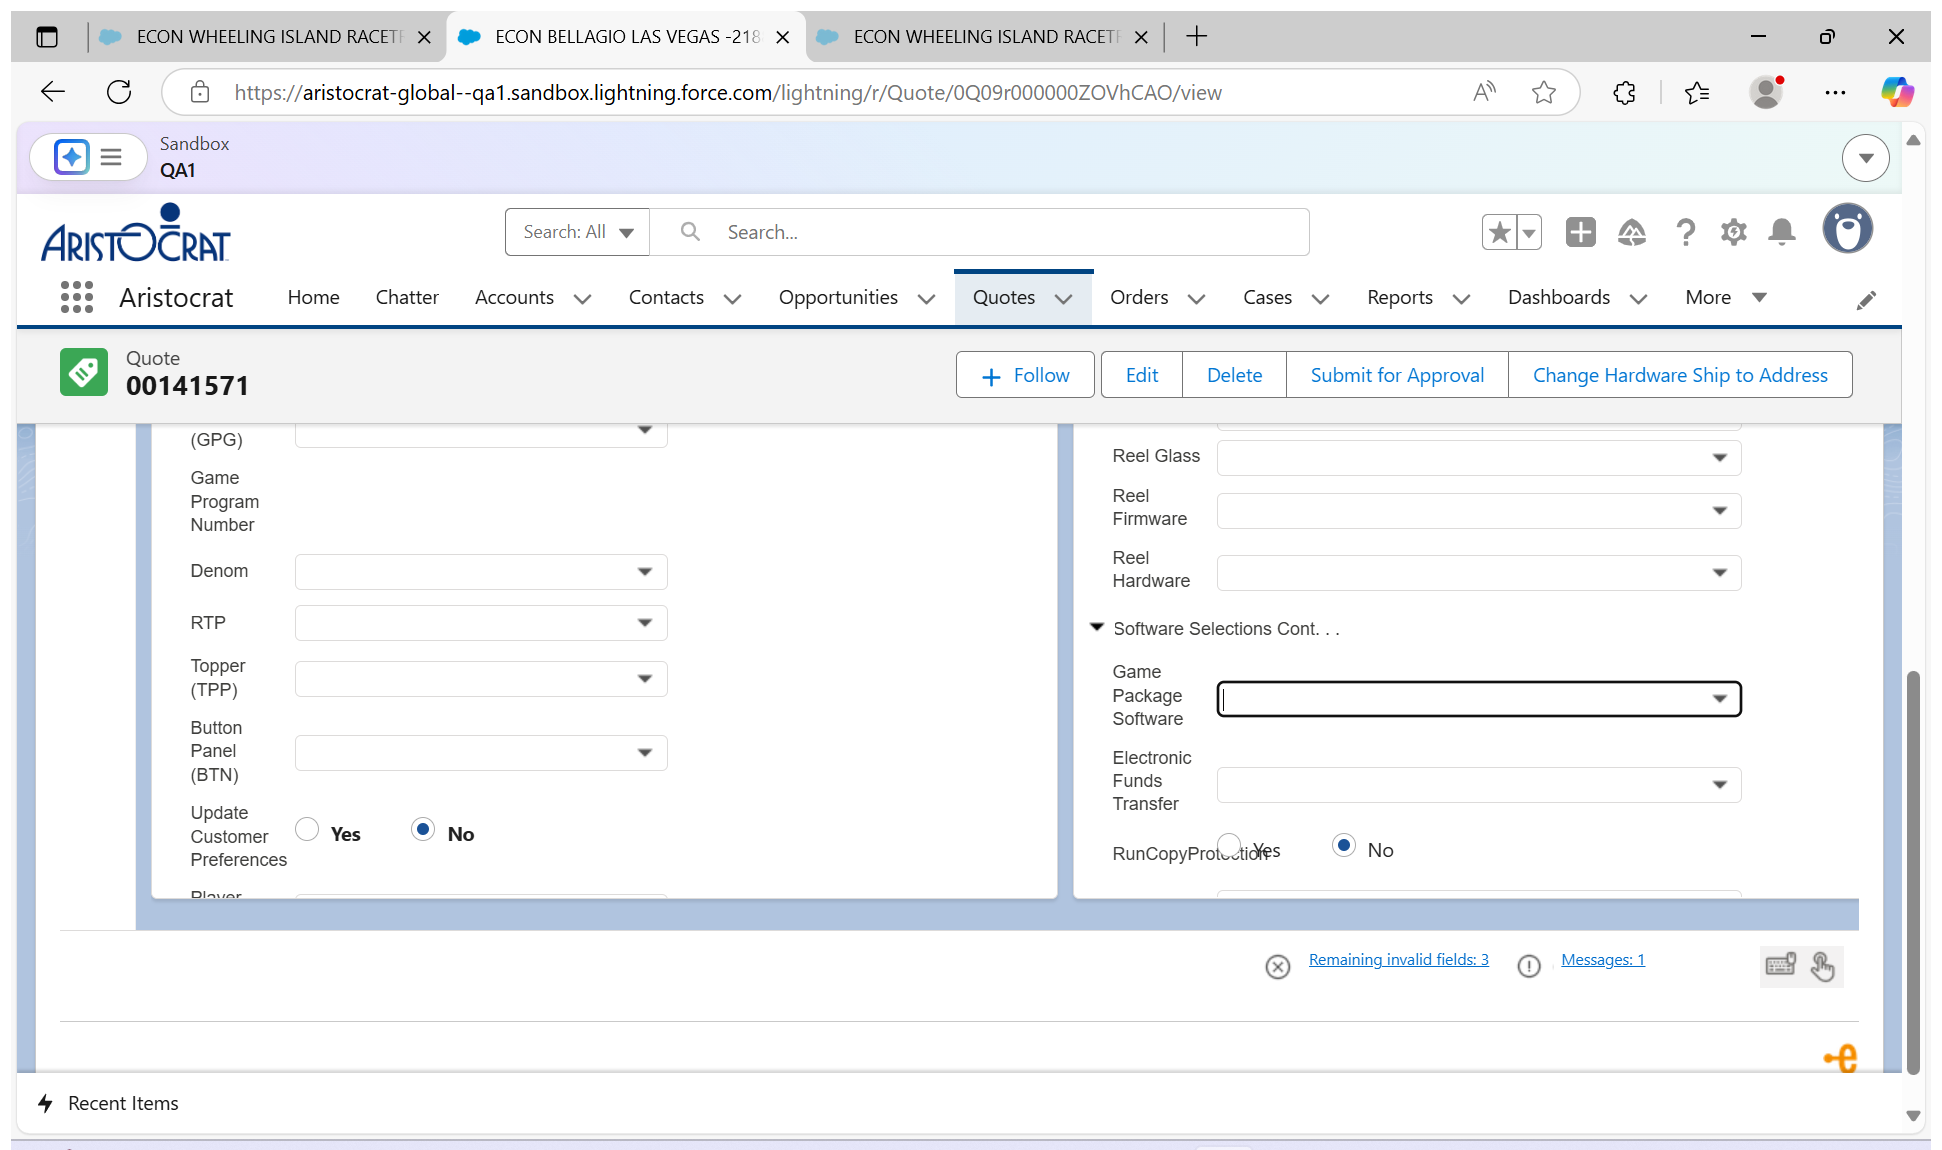 ECON WHEELING ISLAND RACETR
ECON BELLAGIO LAS VEGAS -218
ECON WHEELING ISLAND RACETR
https://aristocrat-global--qa1.sandbox.lightning.force.com/lightning/r/Quote/0Q09r000000ZOVhCAO/view
Sandbox
QA1
ARISTOCRAT
Search: All
Search...
Aristocrat
Home
Chatter
Accounts
Contacts
Opportunities
Quotes
Orders
Cases
Reports
Dashboards
More
Quote
00141571
Follow
Edit
Delete
Submit for Approval
Change Hardware Ship to Address
(GPG)
Game
Program
Number
Denom
RTP
Topper
(TPP)
Button
Panel
(BTN)
Update
Customer
Preferences
Yes
No
Player
Reel Glass
Reel
Firmware
Reel
Hardware
Software Selections Cont. . .
Game
Package
Software
Electronic
Funds
Transfer
RunCopyProtection
Yes
No
Remaining invalid fields: 3
Messages: 1
Recent Items